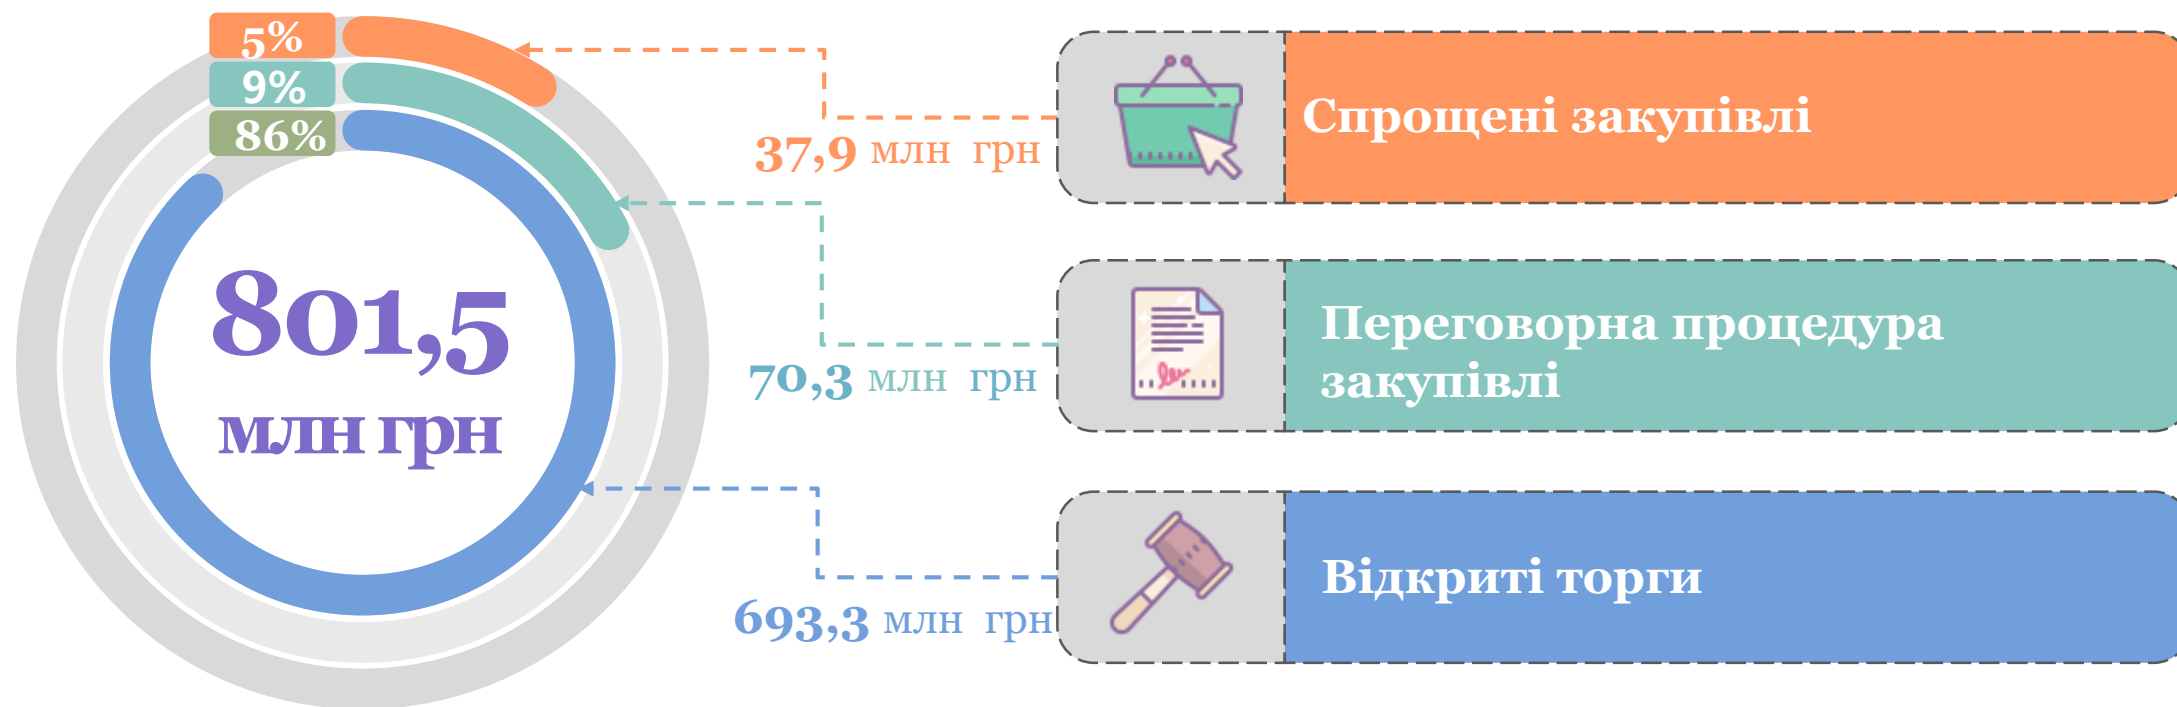 5%
9%
86%
801,5
млн грн
37,9 млн грн
Спрощені закупівлі
70,3 млн грн
Переговорна процедура
закупівлі
693,3 млн грн
Відкриті торги